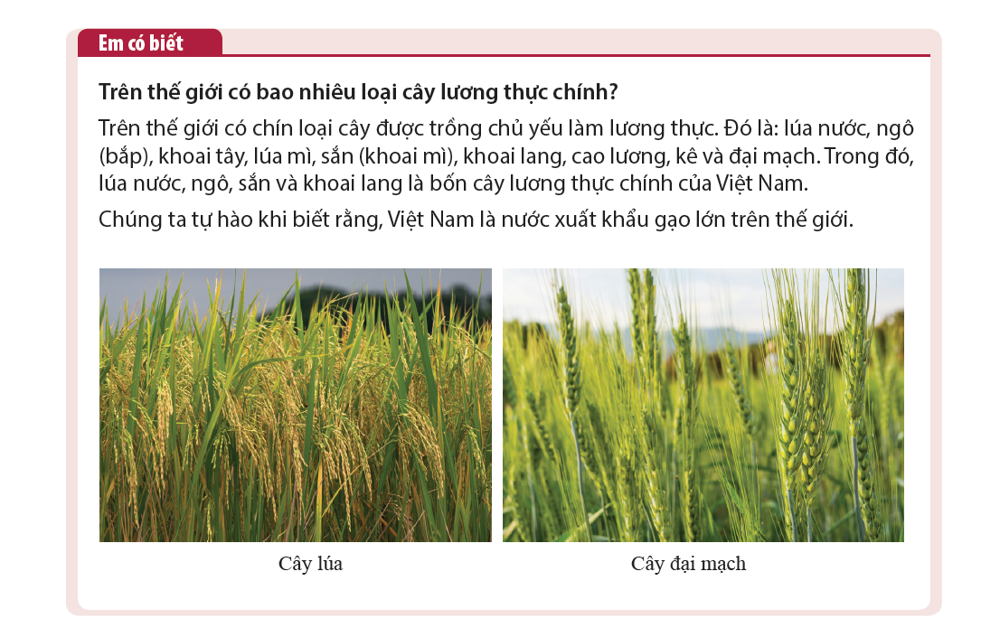 Em có biết
Trên thế giới có bao nhiêu loại cây lương thực chính?
Trên thế giới có chín loại cây được trồng chủ yếu làm lương thực. Đó là: lúa nước, ngô
(bắp), khoai tây, lúa mì, sắn (khoai mì), khoai lang, cao lương, kê và đại mạch. Trong đó,
lúa nước, ngô, sắn và khoai lang là bốn cây lương thực chính của Việt Nam.
Chúng ta tự hào khi biết rằng, Việt Nam là nước xuất khẩu gạo lớn trên thế giới.
Cây lúa
Cây đại mạch